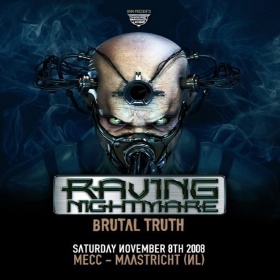 RAVING
NIGHTMARE
BRUTAL TRUTH
SATURDAY NOVEMBER 8TH 2008
MECC - MAASTRICHT (NL)